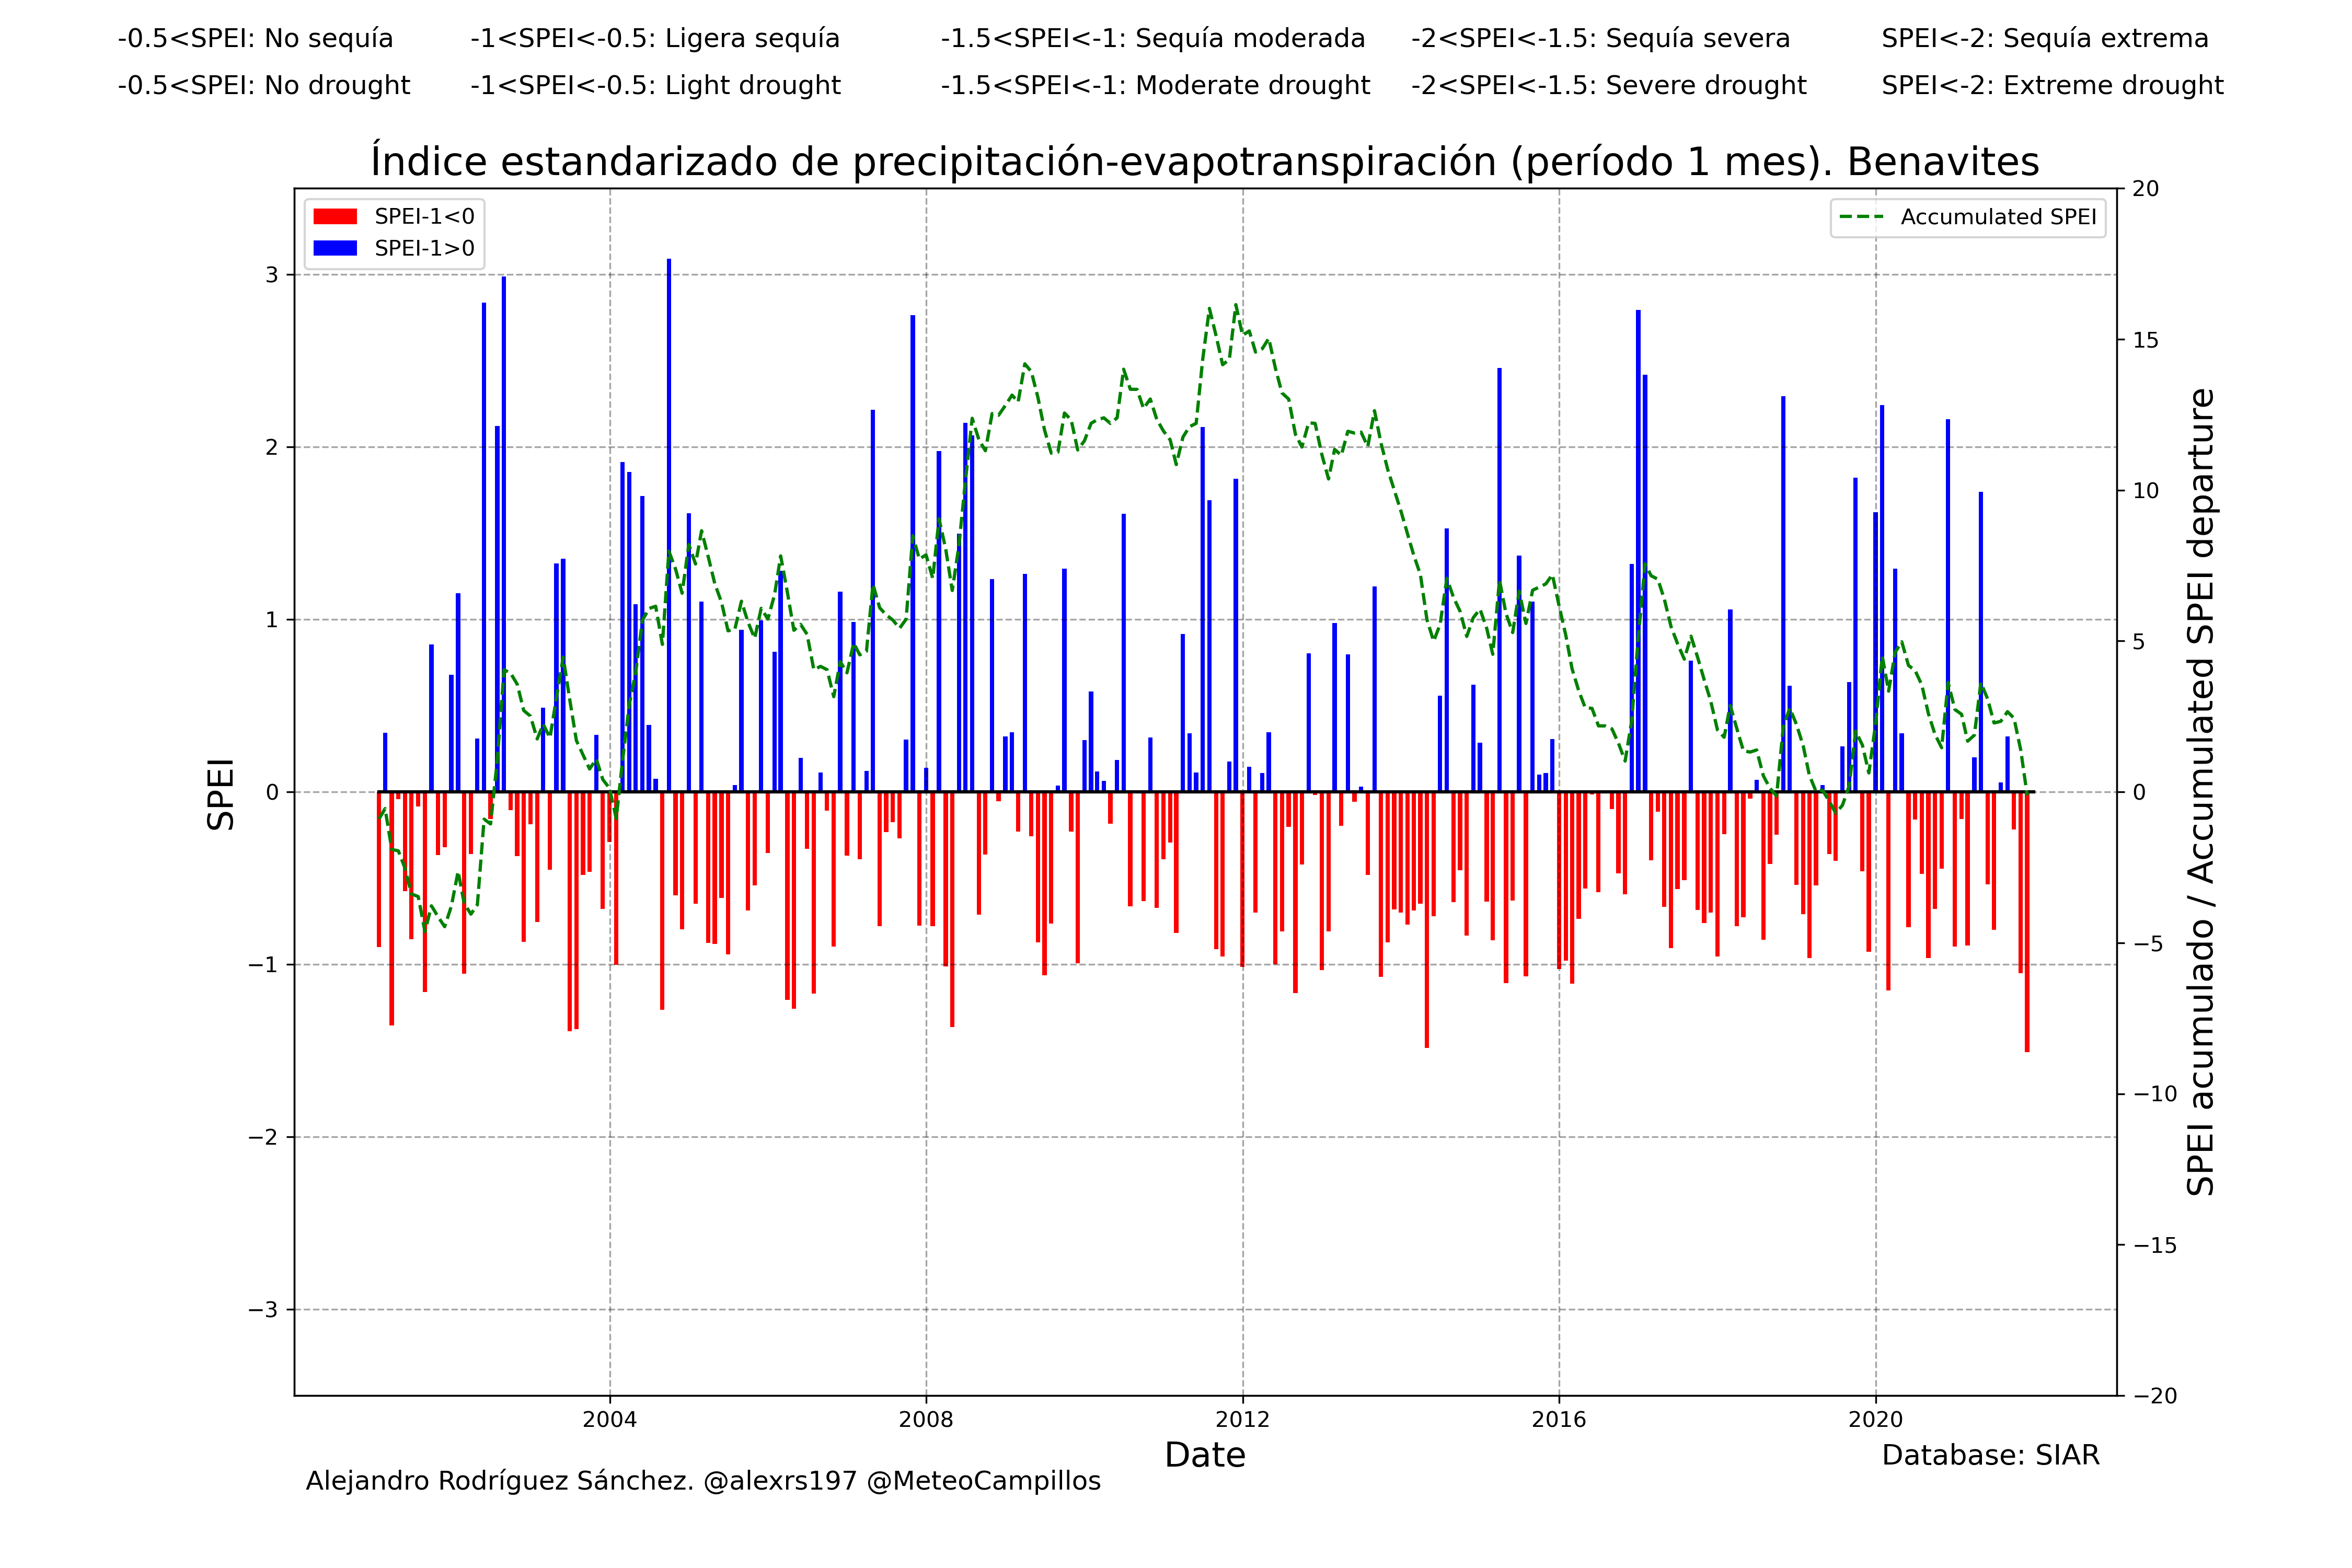 -0.5<SPEI: No sequía -1<SPEI<-0.5: Ligera sequía -1.5<SPEI<-1: Sequía moderada -2<SPEI<-1.5: Sequía severa SPEI<-2: Sequía extrema
-0.5<SPEI: No drought -1<SPEI<-0.5: Light drought -1.5<SPEI<-1: Moderate drought -2<SPEI<-1.5: Severe drought SPEI<-2: Extreme drought
Índice estandarizado de precipitación-evapotranspiración (período 1 mes). Benavites
SPEI-1<0
SPEI-1>0
Accumulated SPEI
SPEI
3
2
1
0
−1
−2
−3
20
15
10
5
0
−5
−10
−15
−20
SPEI acumulado / Accumulated SPEI departure
2004 2008 2012 2016 2020
Date
Database: SIAR
Alejandro Rodríguez Sánchez. @alexrs197 @MeteoCampillos